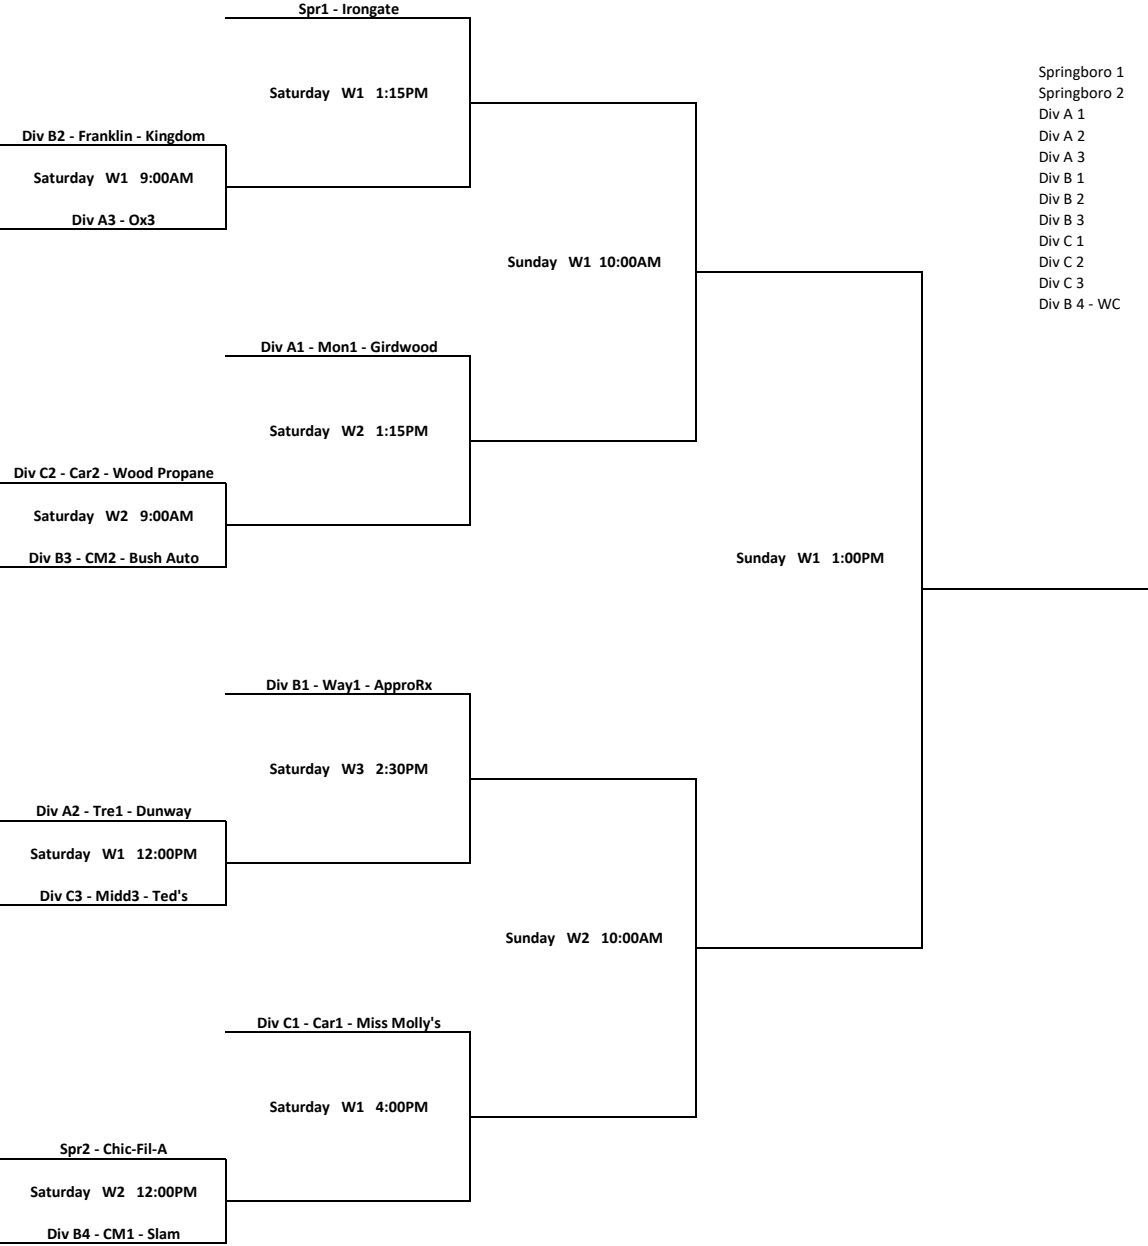 Spr1 - Irongate
Springboro 1
Saturday W1 1:15PM
Springboro 2
Div A 1
Div B2 - Franklin - Kingdom
Div A 2
Div A 3
Saturday W1 9:00AM
Div B 1
Div B 2
Div A3 - Ox3
Div B 3
Div C 1
Sunday W1 10:00AM
Div C 2
Div C 3
Div B 4 - WC
Div A1 - Mon1 - Girdwood
Saturday W2 1:15PM
Div C2 - Car2 - Wood Propane
Saturday W2 9:00AM
Div B3 - CM2 - Bush Auto
Sunday W1 1:00PM
Div B1 - Way1 - ApproRx
Saturday W3 2:30PM
Div A2 - Tre1 - Dunway
Saturday W1 12:00PM
Div C3 - Midd3 - Ted's
Sunday W2 10:00AM
Div C1 - Car1 - Miss Molly's
Saturday W1 4:00PM
Spr2 - Chic-Fil-A
Saturday W2 12:00PM
Div B4 - CM1 - Slam